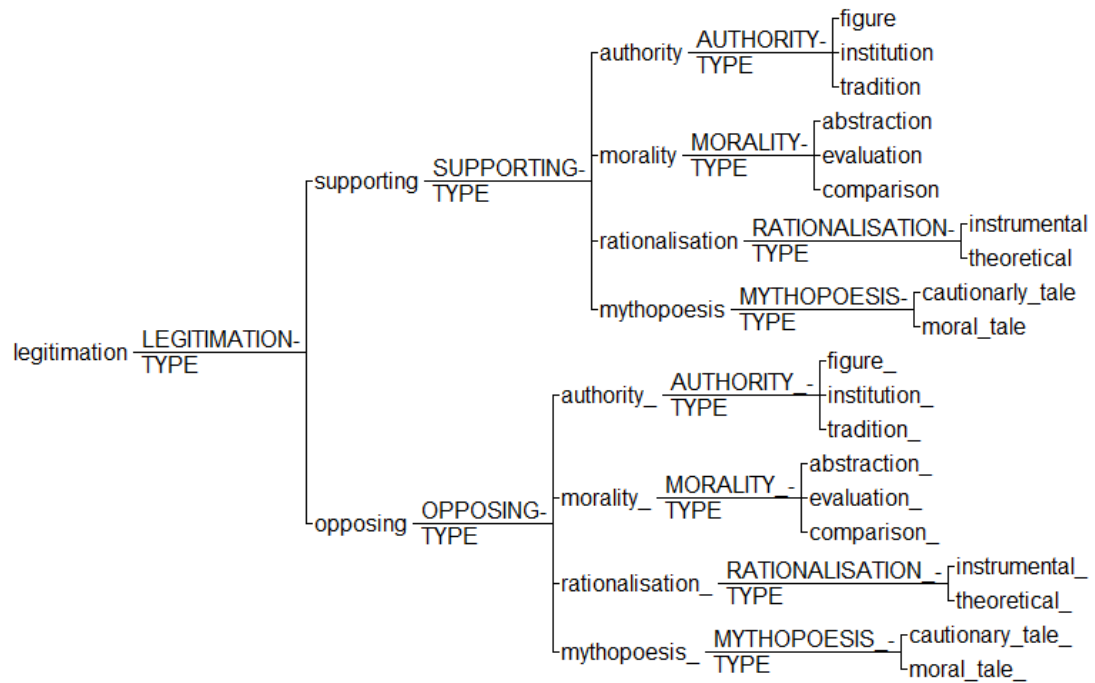 figure
authority AUTHORITY-
TYPE
institution
tradition
abstraction
morality MORALITY-
TYPE
evaluation
comparison
supporting SUPPORTING-
TYPE
rationalisation RATIONALISATION-
TYPE
instrumental
theoretical
mythopoesis MYTHOPOESIS-
TYPE
cautionarly_tale
moral_tale
legitimation LEGITIMATION-
TYPE
figure_
authority_ AUTHORITY_-
TYPE
institution_
tradition_
abstraction_
morality_ MORALITY_-
TYPE
evaluation_
comparison_
opposing OPPOSING-
TYPE
rationalisation_ RATIONALISATION_-
TYPE
instrumental_
theoretical_
mythopoesis_ MYTHOPOESIS_-
TYPE
cautionary_tale_
moral_tale_